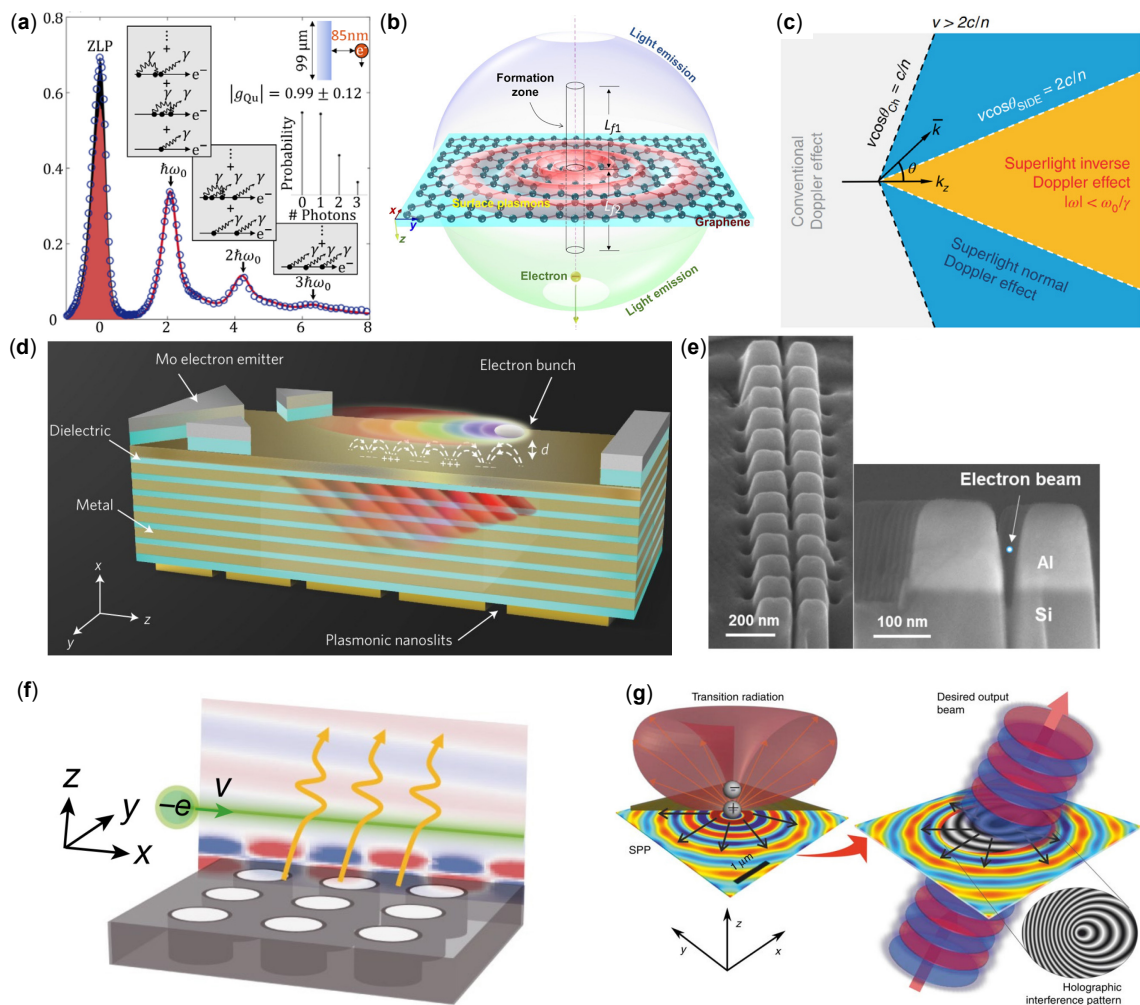 (a)
0.8
0.6
0.4
0.2
0
0
2
4
6
8
ZLP
ħω₀
2ħω₀
3ħω₀
⋮
+
γ
γ
e⁻
+
γ
γ
e⁻
+
γ
e⁻
⋮
+
γ
γ
γ
e⁻
+
γ
γ
e⁻
⋮
+
γ
γ
γ
e⁻
99 μm
85nm
e⁻
|g_Qu| = 0.99 ± 0.12
Probability
0 1 2 3
# Photons
(b)
Light emission
Formation
zone
L_f1
L_f2
Surface plasmons
Graphene
x
y
z
Electron
Light emission
(c)
v > 2c/n
Conventional
Doppler effect
vcosθ_Ch = c/n
vcosθ_SIDE = 2c/n
k̄
θ
k_z
Superlight inverse
Doppler effect
|ω| < ω₀/γ
Superlight normal
Doppler effect
(d)
Mo electron emitter
Electron bunch
Dielectric
d
--- +++ --- +++ ---
Metal
x
y
z
Plasmonic nanoslits
(e)
200 nm
Electron beam
Al
Si
100 nm
(f)
z
y
x
–e
v
(g)
Transition radiation
–
+
SPP
1 μm
z
y
x
Desired output
beam
Holographic
interference pattern